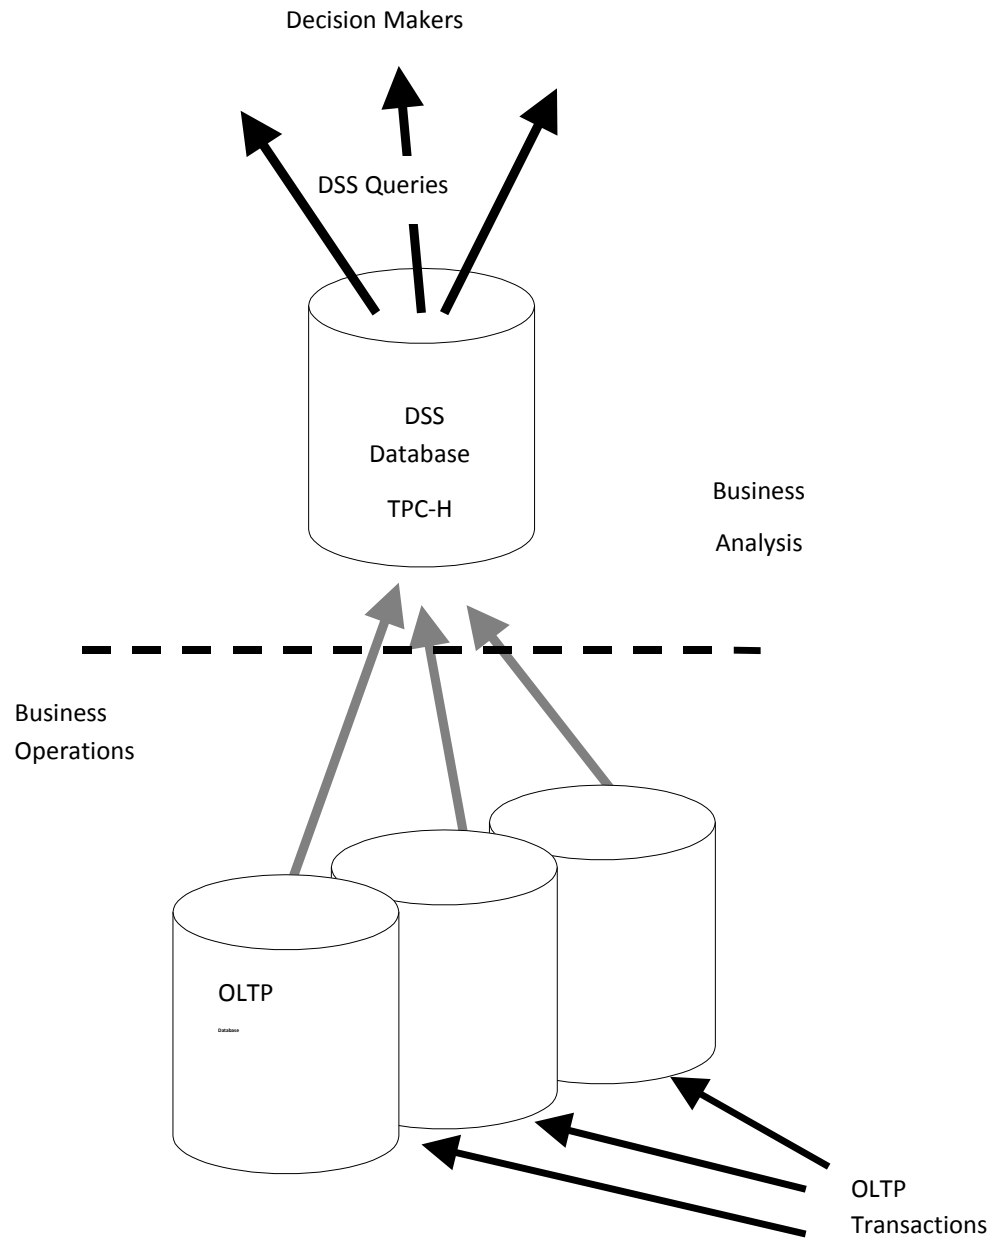 Decision Makers
DSS Queries
DSS
Database
TPC-H
Business
Analysis
Business
Operations
OLTP
Database
OLTP
Transactions